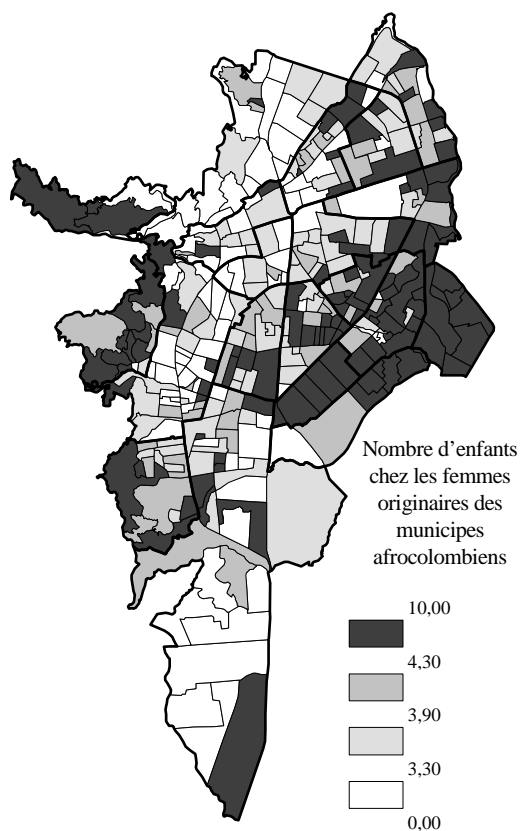 Nombre d'enfants
chez les femmes
originaires des
municipes
afrocolombiens
10,00
4,30
3,90
3,30
0,00